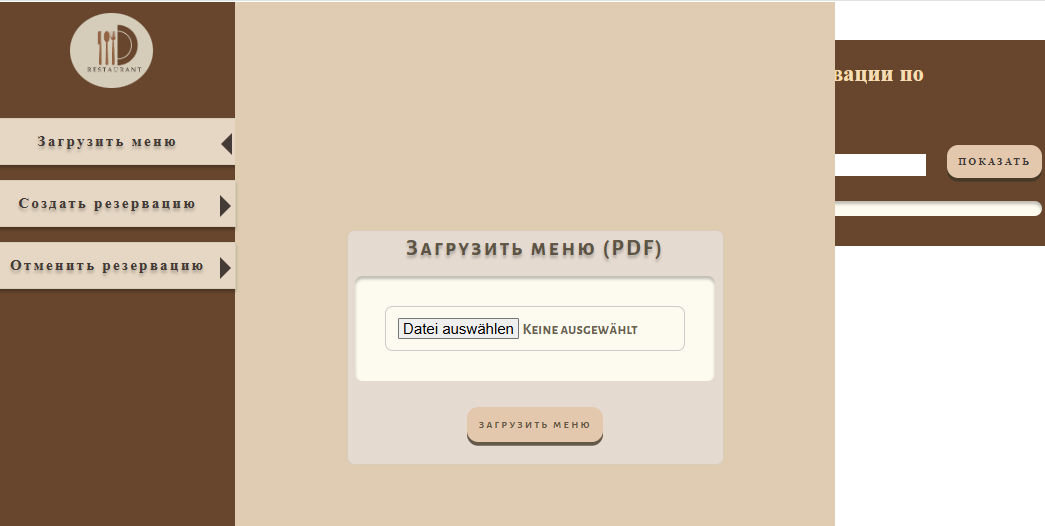 RESTAURANT
Загрузить меню
Создать резервацию
Отменить резервацию
Загрузить меню (PDF)
Datei auswählen Keine ausgewählt
ЗАГРУЗИТЬ МЕНЮ
вации по
ПОКАЗАТЬ